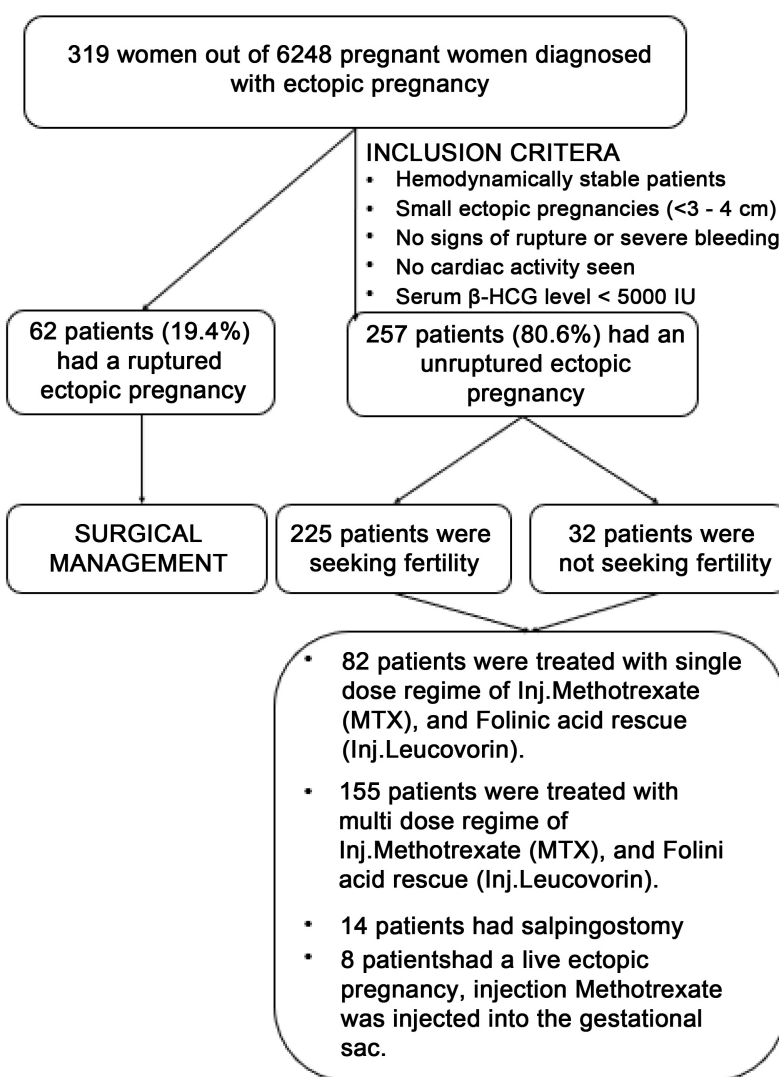 319 women out of 6248 pregnant women diagnosed
with ectopic pregnancy
INCLUSION CRITERA
• Hemodynamically stable patients
• Small ectopic pregnancies (<3 - 4 cm)
• No signs of rupture or severe bleeding
• No cardiac activity seen
• Serum β-HCG level < 5000 IU
62 patients (19.4%)
had a ruptured
ectopic pregnancy
257 patients (80.6%) had an
unruptured ectopic
pregnancy
SURGICAL
MANAGEMENT
225 patients were
seeking fertility
32 patients were
not seeking fertility
• 82 patients were treated with single
dose regime of Inj.Methotrexate
(MTX), and Folinic acid rescue
(Inj.Leucovorin).
• 155 patients were treated with
multi dose regime of
Inj.Methotrexate (MTX), and Folini
acid rescue (Inj.Leucovorin).
• 14 patients had salpingostomy
• 8 patientshad a live ectopic
pregnancy, injection Methotrexate
was injected into the gestational
sac.